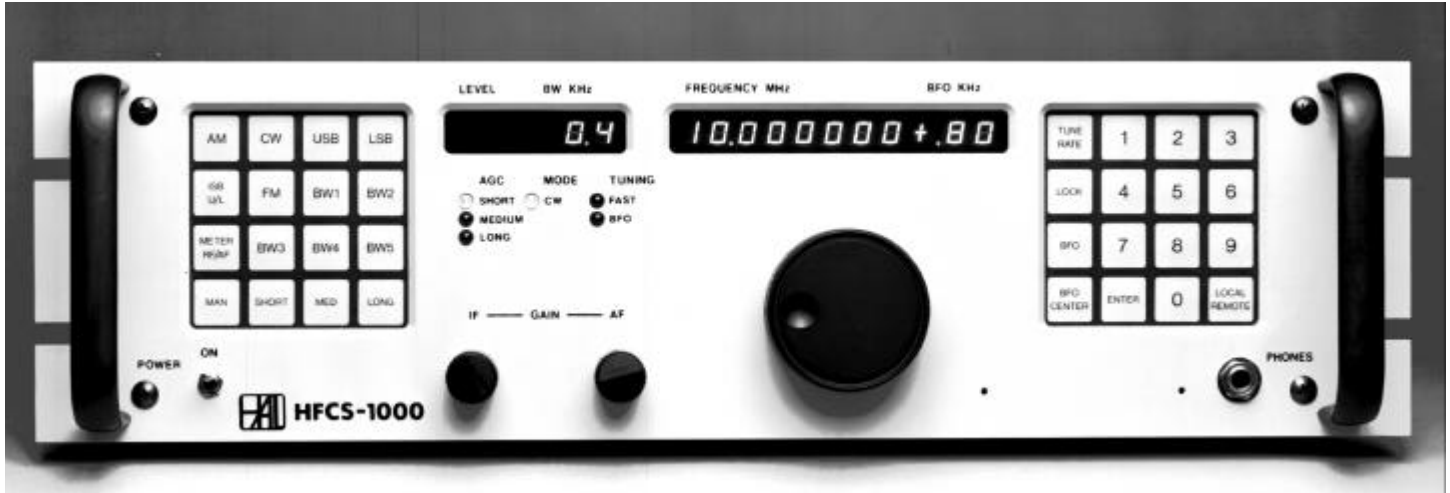 LEVEL BW KHz
FREQUENCY MHz BFO KHz
0.4
10.000000+.80
AM CW USB LSB
ISB U/L FM BW1 BW2
METER RF/AF BW3 BW4 BW5
MAN SHORT MED LONG
AGC MODE TUNING
SHORT CW FAST
MEDIUM BFO
LONG
IF GAIN AF
TUNE RATE 1 2 3
LOCK 4 5 6
BFO 7 8 9
BFO CENTER ENTER 0 LOCAL REMOTE
POWER ON
HAL HFCS-1000
PHONES